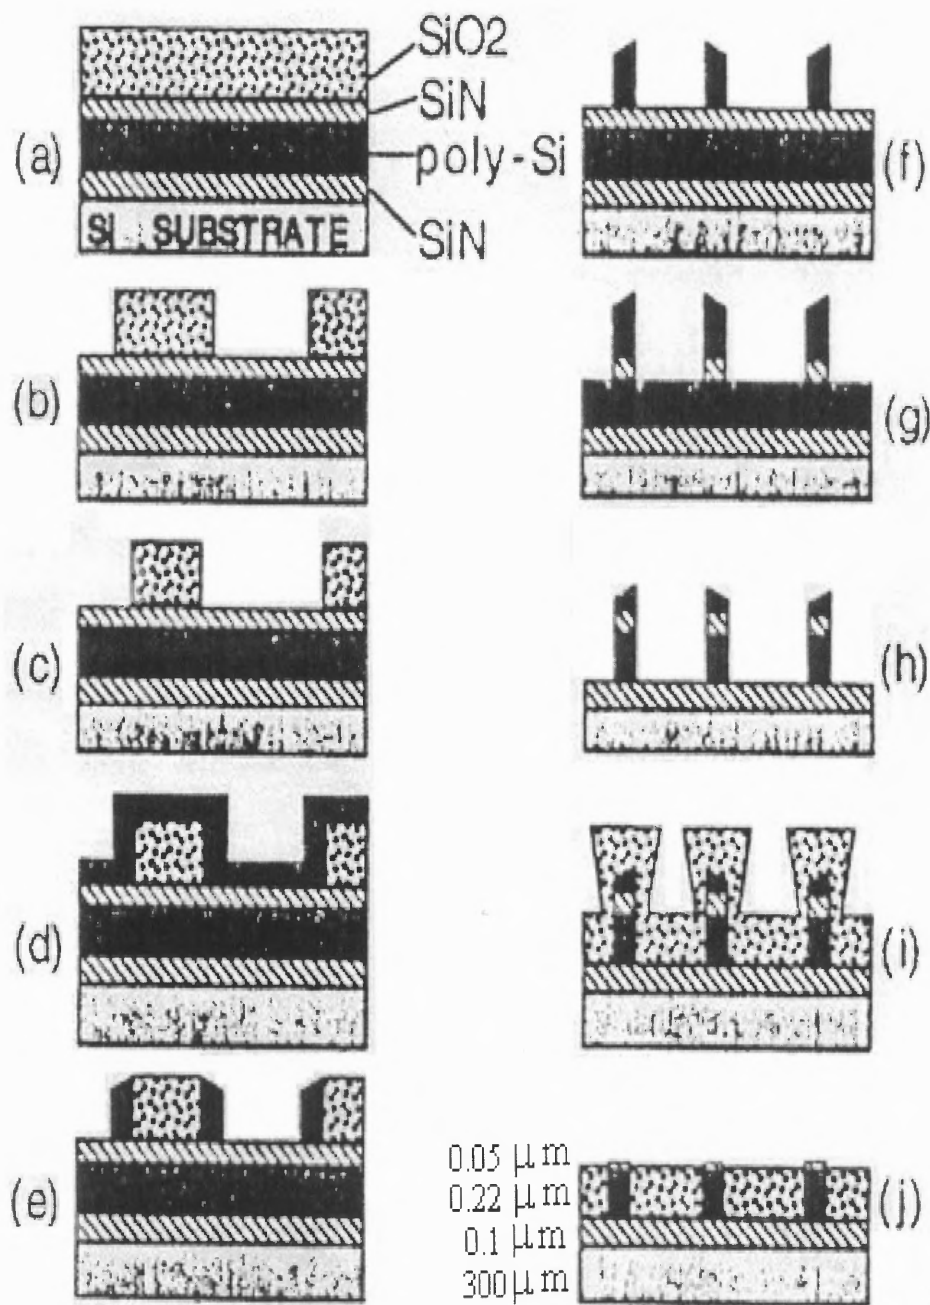 SiO2
SiN
(a)
poly-Si
SiN
Si SUBSTRATE
(b)
(c)
(d)
(e)
(f)
(g)
(h)
(i)
0.05 μm
0.22 μm
0.1 μm
300 μm
(j)